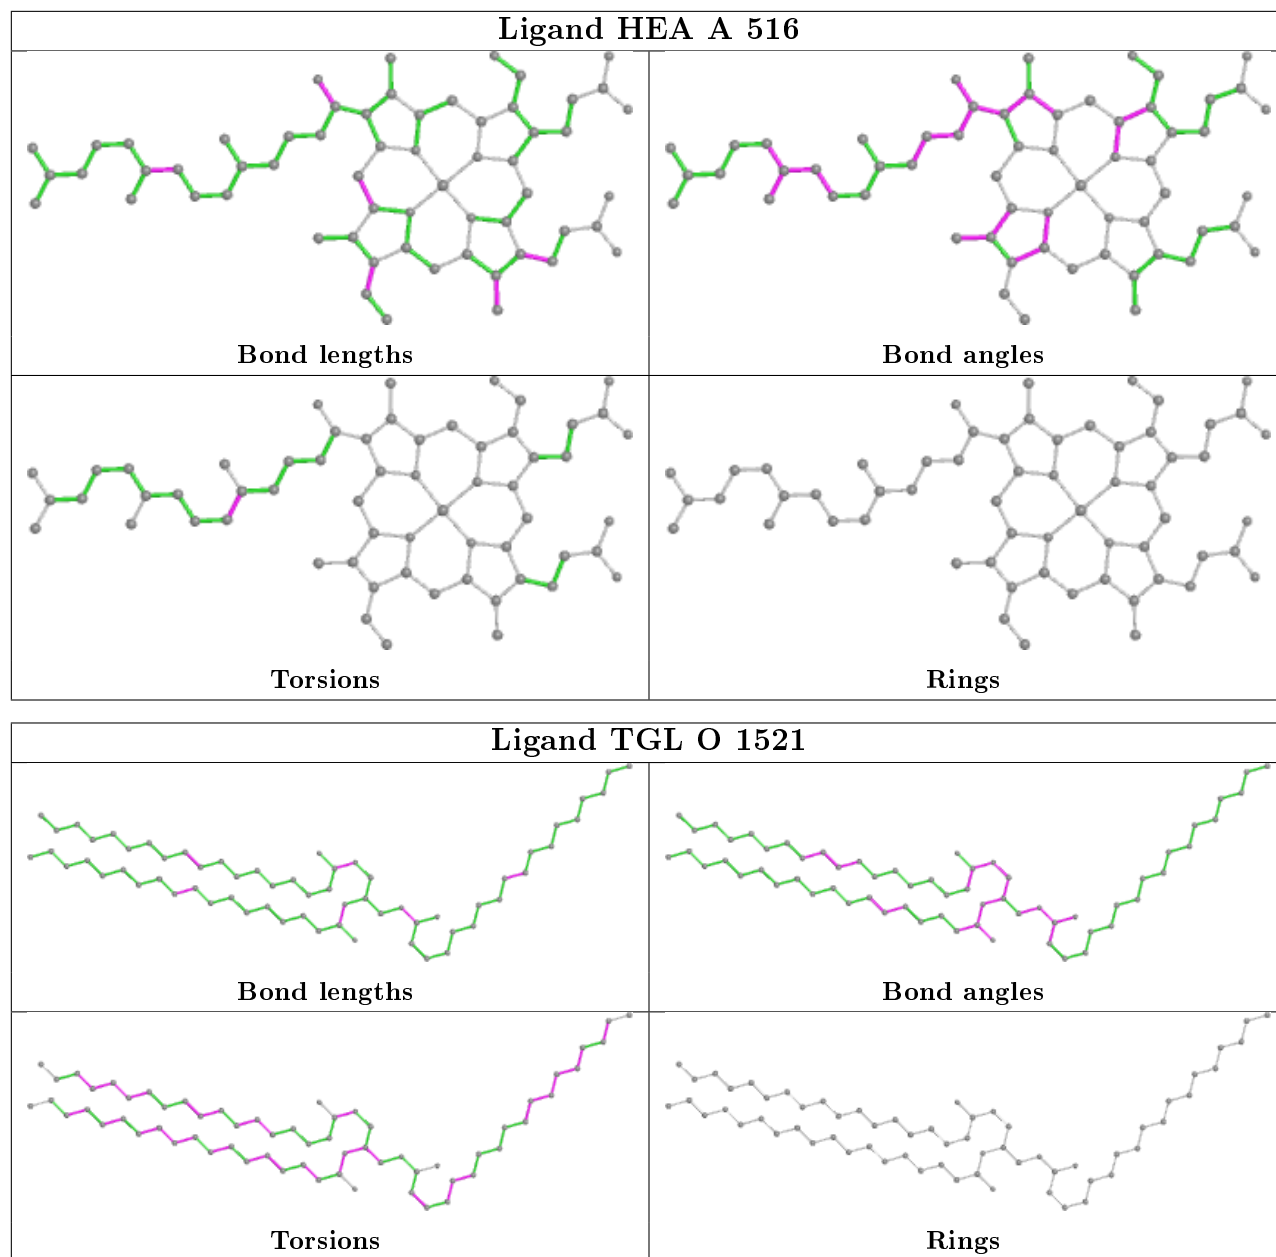 Ligand HEA A 516
Bond lengths
Bond angles
Torsions
Rings
Ligand TGL O 1521
Bond lengths
Bond angles
Torsions
Rings